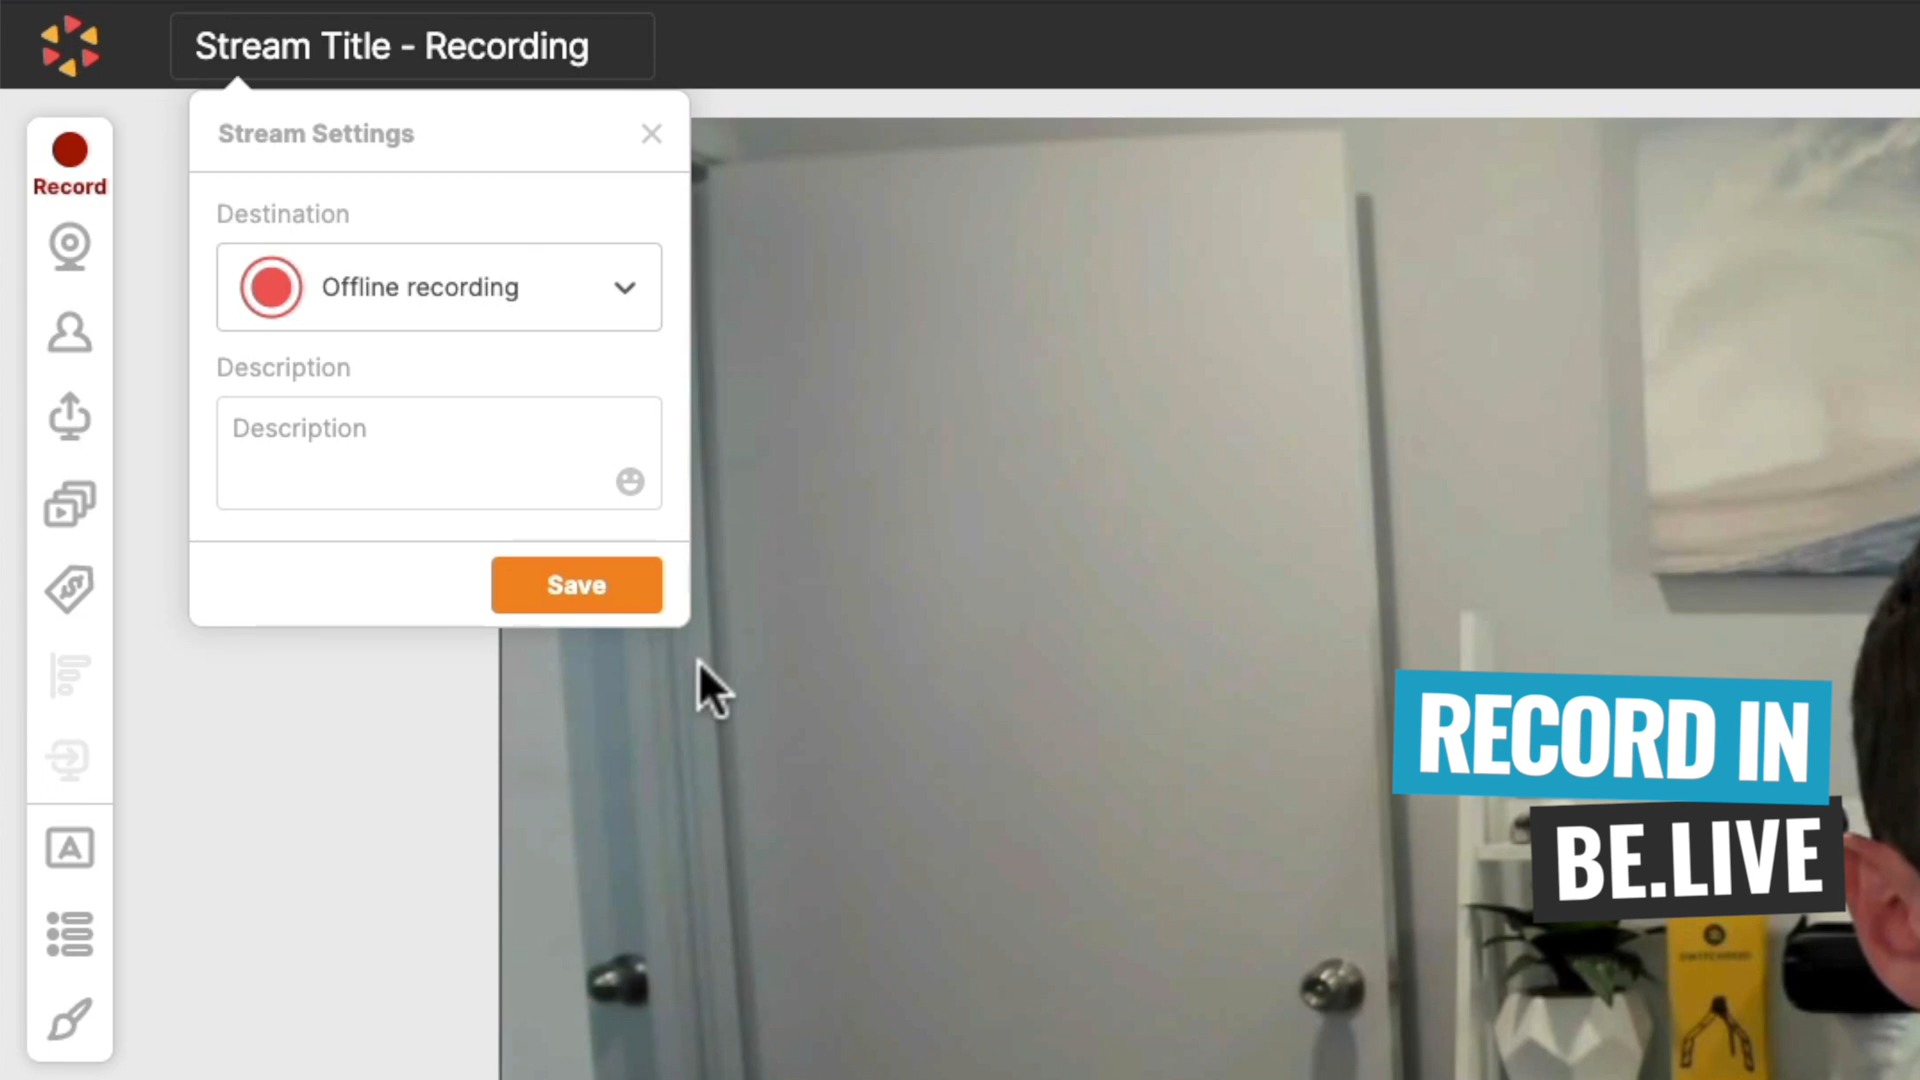 Stream Title - Recording
Record
Stream Settings
Destination
Offline recording
Description
Description
Save
RECORD IN
BE.LIVE